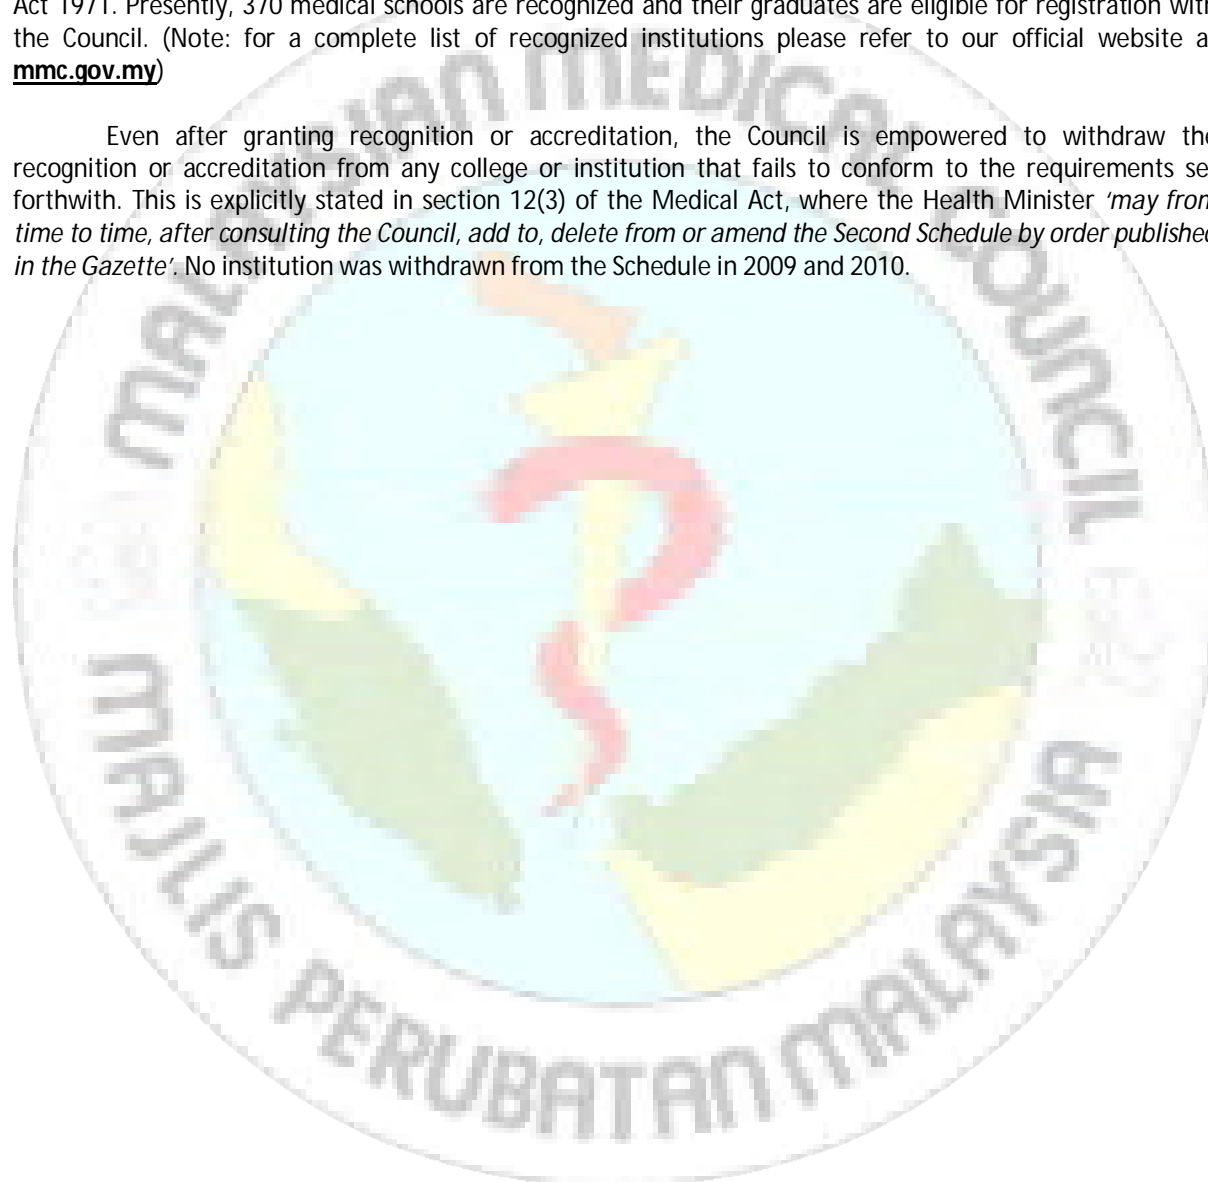 Act 1971. Presently, 370 medical schools are recognized and their graduates are eligible for registration with
the Council. (Note: for a complete list of recognized institutions please refer to our official website a
mmc.gov.my)
Even after granting recognition or accreditation, the Council is empowered to withdraw the
recognition or accreditation from any college or institution that fails to conform to the requirements se
forthwith. This is explicitly stated in section 12(3) of the Medical Act, where the Health Minister ‘may from
time to time, after consulting the Council, add to, delete from or amend the Second Schedule by order published
in the Gazette’. No institution was withdrawn from the Schedule in 2009 and 2010.
MALAYSIAN MEDICAL COUNCIL
MAJLIS PERUBATAN MALAYSIA